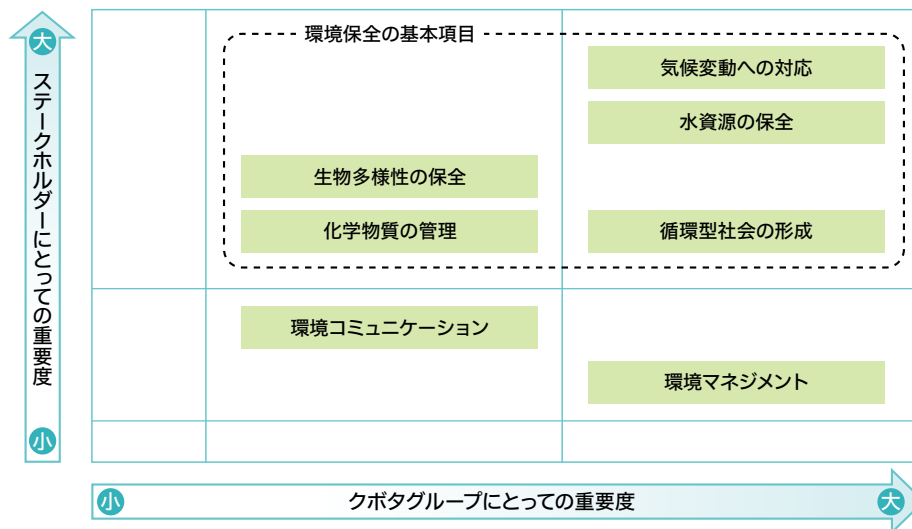 大
ステークホルダーにとっての重要度
小
環境保全の基本項目
気候変動への対応
水資源の保全
生物多様性の保全
化学物質の管理
循環型社会の形成
環境コミュニケーション
環境マネジメント
小
クボタグループにとっての重要度
大